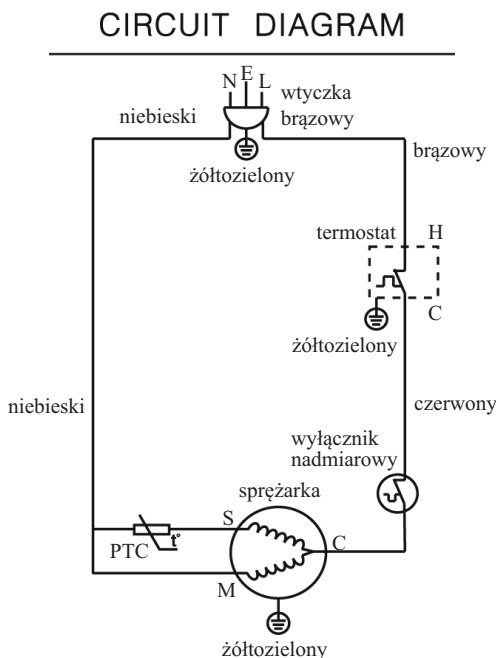 CIRCUIT DIAGRAM
N E L
wtyczka
niebieski
brązowy
brązowy
żółtozielony
termostat H
C
żółtozielony
niebieski
czerwony
wyłącznik
nadmiarowy
sprężarka
S
t°
C
PTC
M
żółtozielony